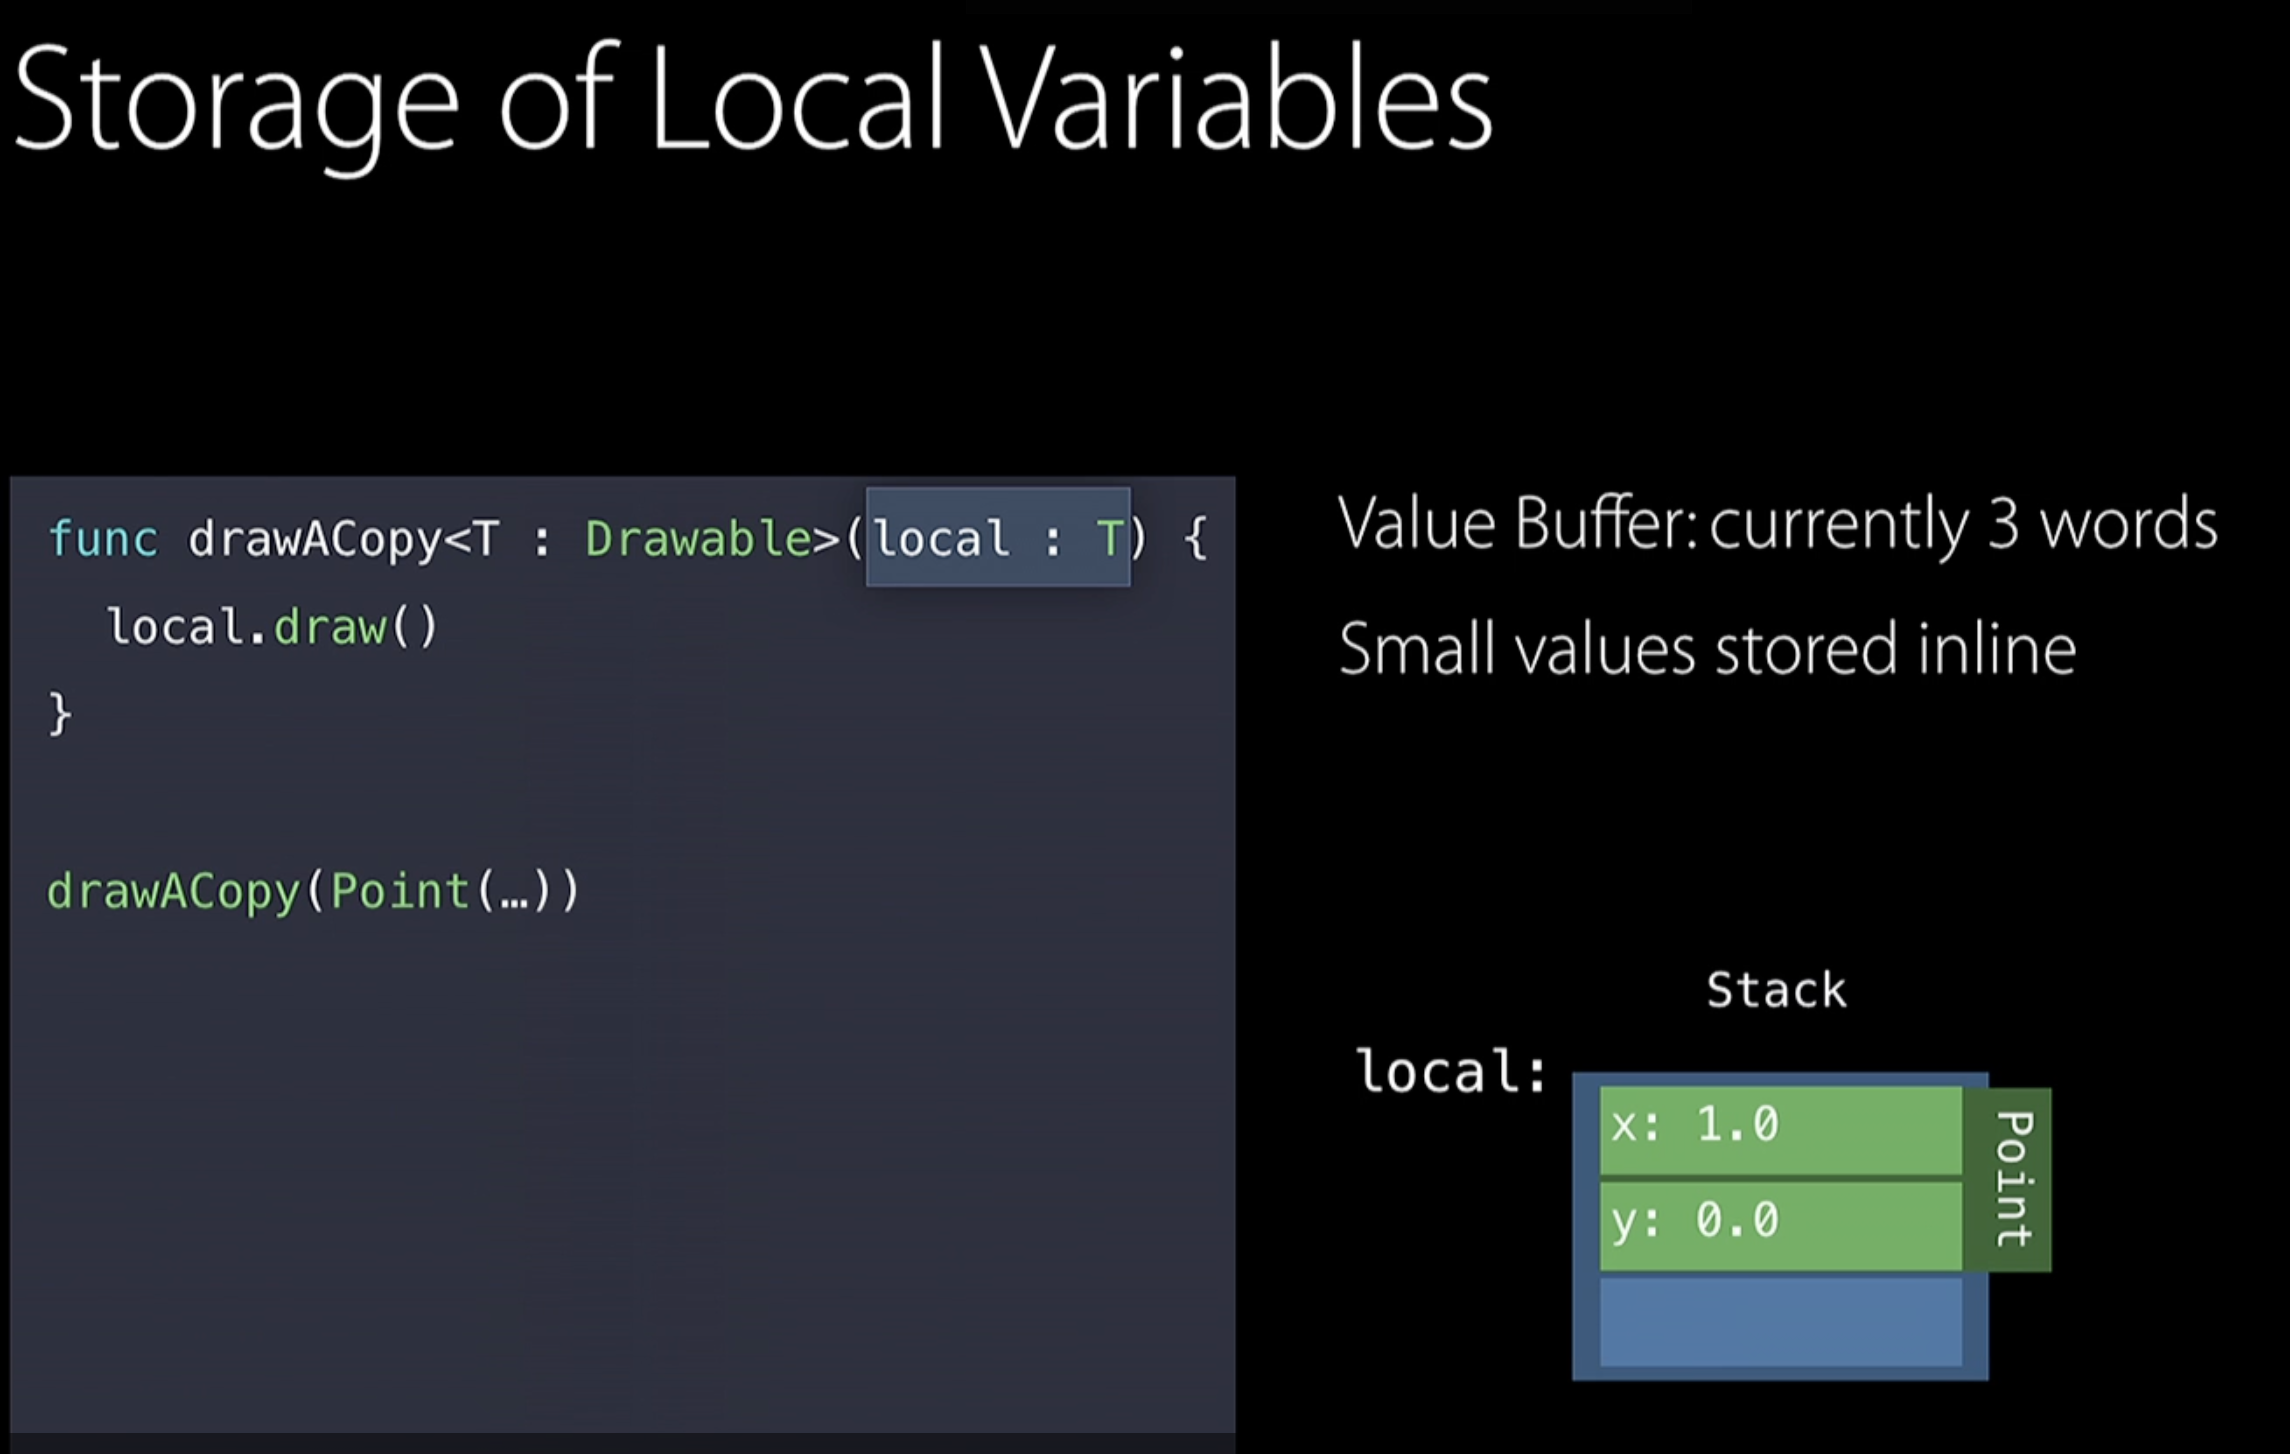 Storage of Local Variables
func drawACopy<T : Drawable>(local : T) {
  local.draw()
}
drawACopy(Point(…))
Value Buffer: currently 3 words
Small values stored inline
Stack
local:
x: 1.0
y: 0.0
Point